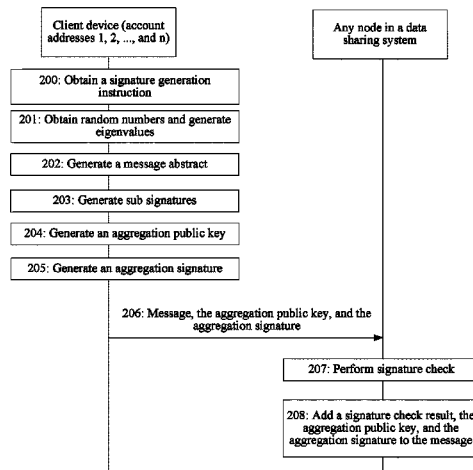 Client device (account
addresses 1, 2, ..., and n)
Any node in a data
sharing system
200: Obtain a signature generation
instruction
201: Obtain random numbers and generate
eigenvalues
202: Generate a message abstract
203: Generate sub signatures
204: Generate an aggregation public key
205: Generate an aggregation signature
206: Message, the aggregation public key, and the
aggregation signature
207: Perform signature check
208: Add a signature check result, the
aggregation public key, and the
aggregation signature to the message